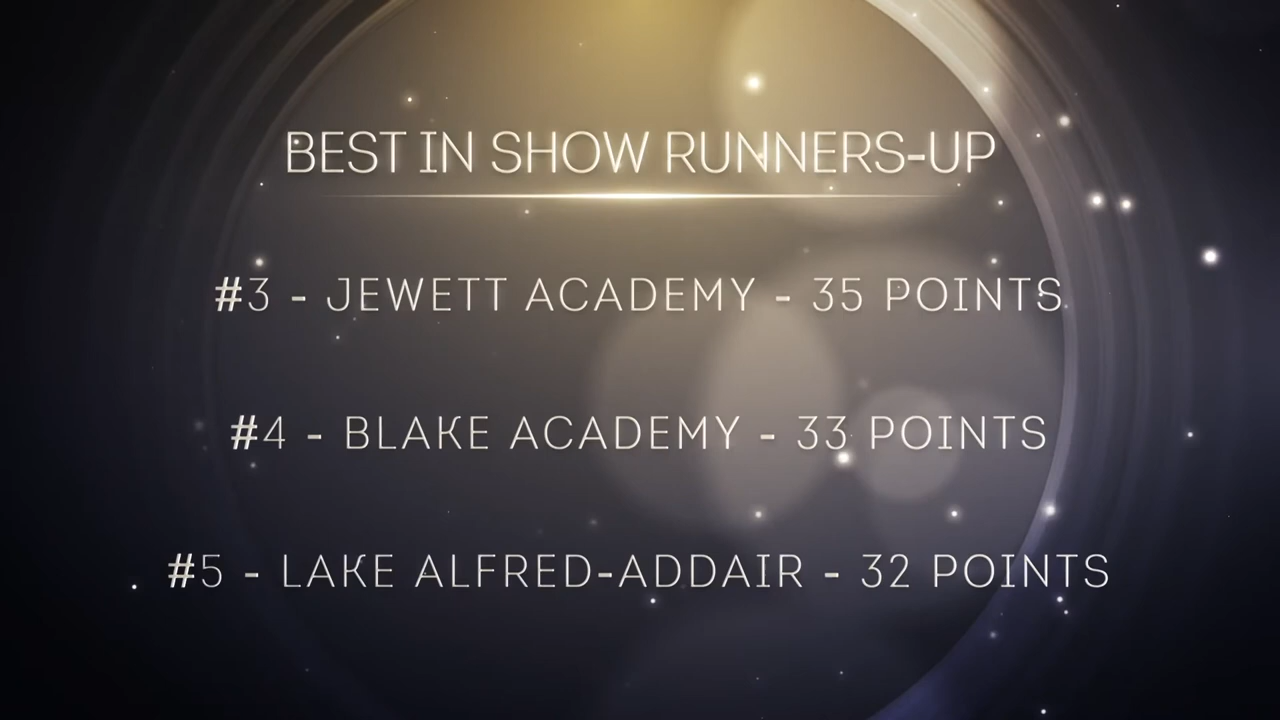 BEST IN SHOW RUNNERS-UP
#3 - JEWETT ACADEMY - 35 POINTS
#4 - BLAKE ACADEMY - 33 POINTS
#5 - LAKE ALFRED-ADDAIR - 32 POINTS